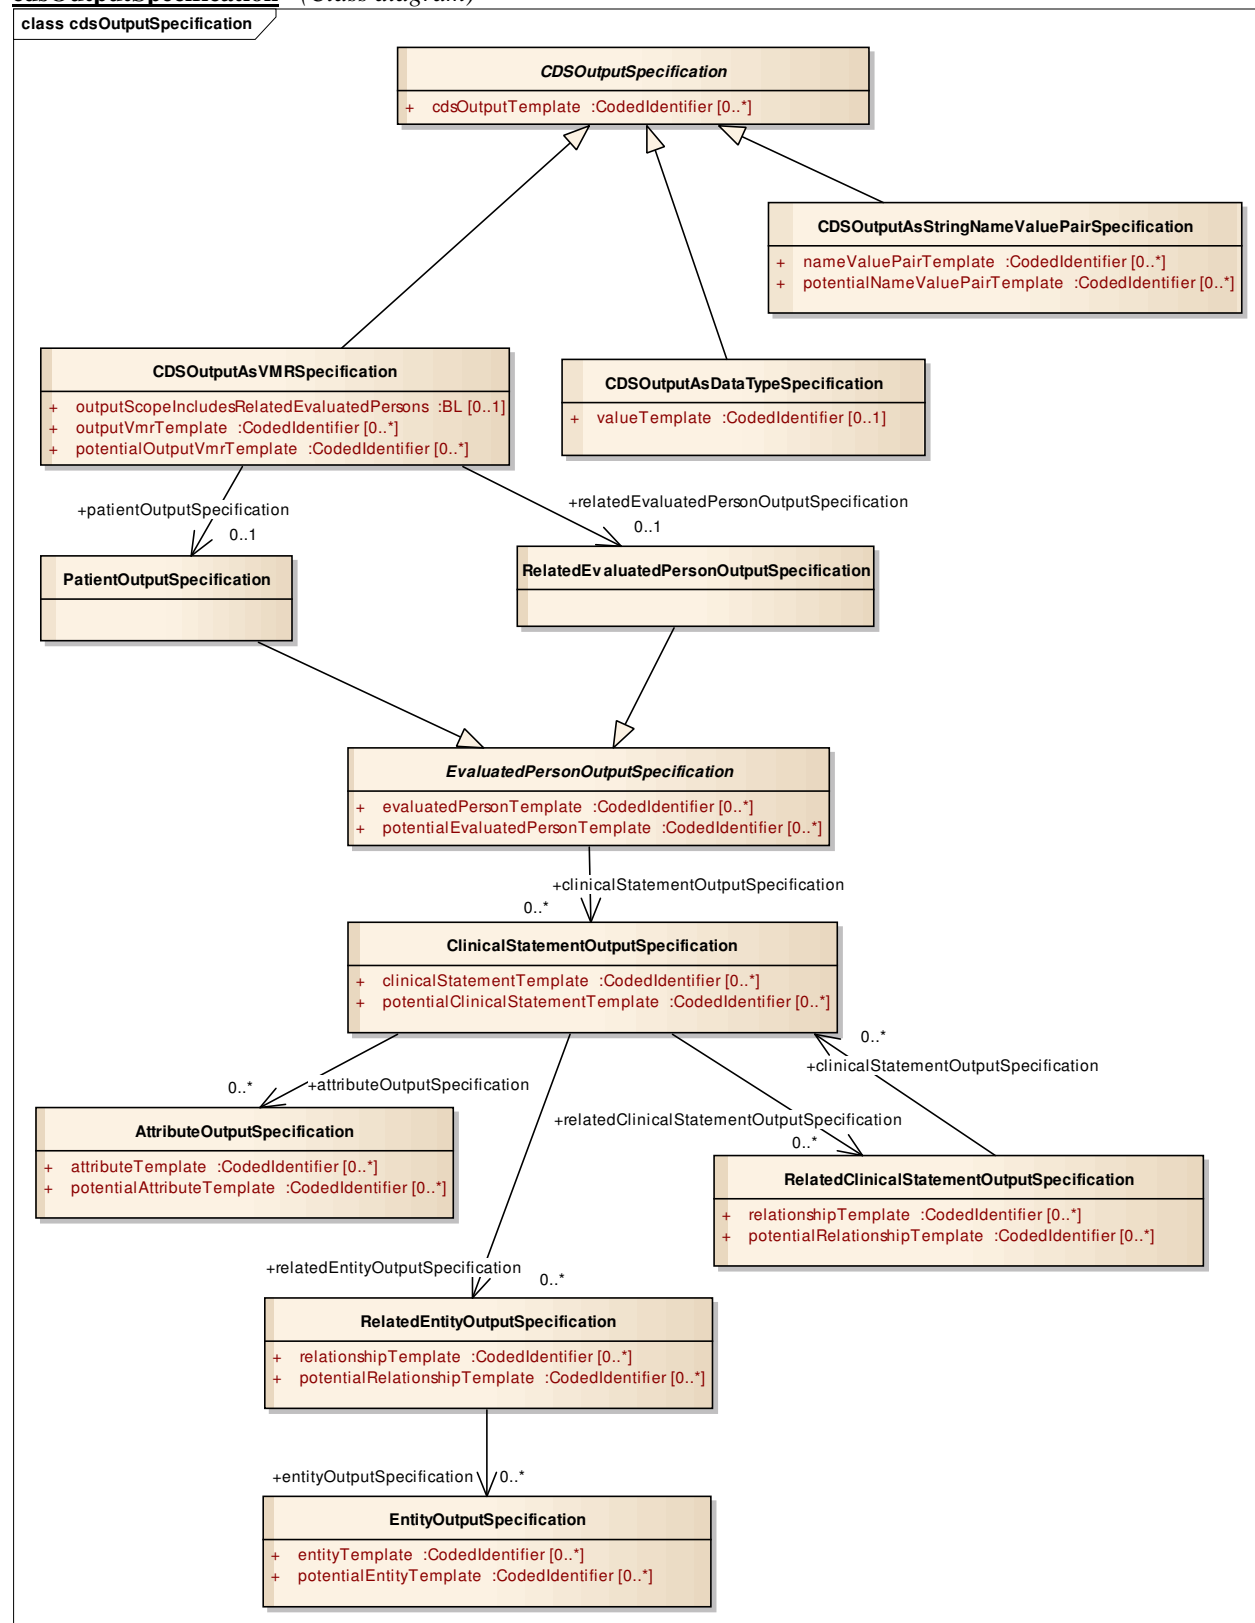 cdsOutputSpecification - (Class diagram)
class cdsOutputSpecification
CDSOutputSpecification
+ cdsOutputTemplate :CodedIdentifier [0..*]
CDSOutputAsStringNameValuePairSpecification
+ nameValuePairTemplate :CodedIdentifier [0..*]
+ potentialNameValuePairTemplate :CodedIdentifier [0..*]
CDSOutputAsVMRSpecification
+ outputScopeIncludesRelatedEvaluatedPersons :BL [0..1]
+ outputVmrTemplate :CodedIdentifier [0..*]
+ potentialOutputVmrTemplate :CodedIdentifier [0..*]
CDSOutputAsDataTypeSpecification
+ valueTemplate :CodedIdentifier [0..1]
+patientOutputSpecification
0..1
+relatedEvaluatedPersonOutputSpecification
0..1
PatientOutputSpecification
RelatedEvaluatedPersonOutputSpecification
EvaluatedPersonOutputSpecification
+ evaluatedPersonTemplate :CodedIdentifier [0..*]
+ potentialEvaluatedPersonTemplate :CodedIdentifier [0..*]
+clinicalStatementOutputSpecification
0..*
ClinicalStatementOutputSpecification
+ clinicalStatementTemplate :CodedIdentifier [0..*]
+ potentialClinicalStatementTemplate :CodedIdentifier [0..*]
0..*
+clinicalStatementOutputSpecification
0..*
+attributeOutputSpecification
+relatedClinicalStatementOutputSpecification
0..*
AttributeOutputSpecification
+ attributeTemplate :CodedIdentifier [0..*]
+ potentialAttributeTemplate :CodedIdentifier [0..*]
RelatedClinicalStatementOutputSpecification
+ relationshipTemplate :CodedIdentifier [0..*]
+ potentialRelationshipTemplate :CodedIdentifier [0..*]
+relatedEntityOutputSpecification
0..*
RelatedEntityOutputSpecification
+ relationshipTemplate :CodedIdentifier [0..*]
+ potentialRelationshipTemplate :CodedIdentifier [0..*]
+entityOutputSpecification
0..*
EntityOutputSpecification
+ entityTemplate :CodedIdentifier [0..*]
+ potentialEntityTemplate :CodedIdentifier [0..*]